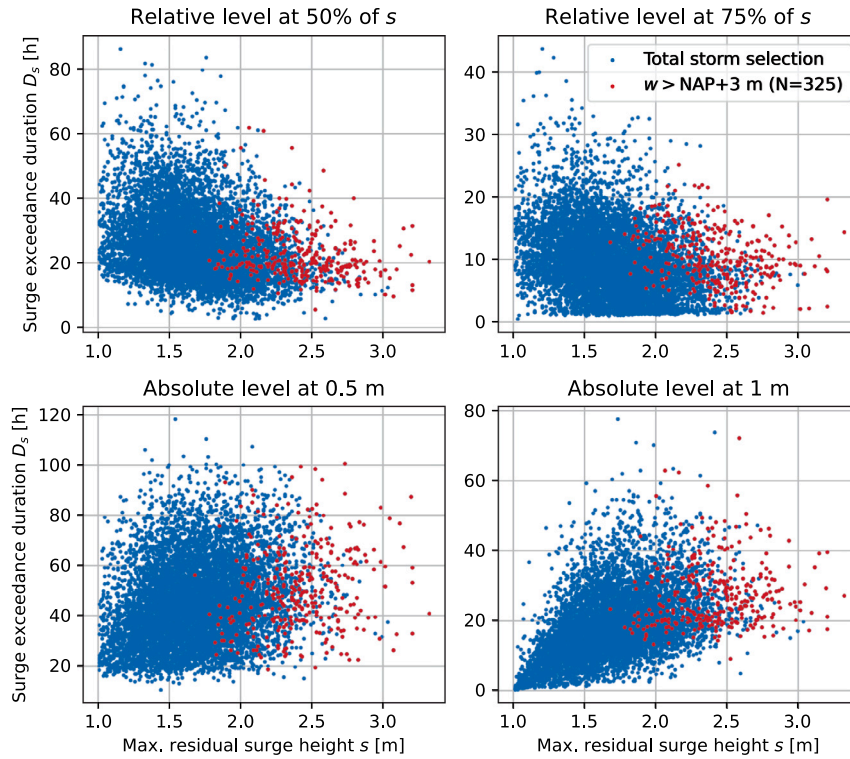 Relative level at 50% of s
Relative level at 75% of s
Surge exceedance duration Dₛ [h]
80
60
40
20
0
1.0 1.5 2.0 2.5 3.0
40
30
20
10
0
1.0 1.5 2.0 2.5 3.0
Total storm selection
w > NAP+3 m (N=325)
Absolute level at 0.5 m
Absolute level at 1 m
Surge exceedance duration Dₛ [h]
120
100
80
60
40
20
1.0 1.5 2.0 2.5 3.0
Max. residual surge height s [m]
80
60
40
20
0
1.0 1.5 2.0 2.5 3.0
Max. residual surge height s [m]